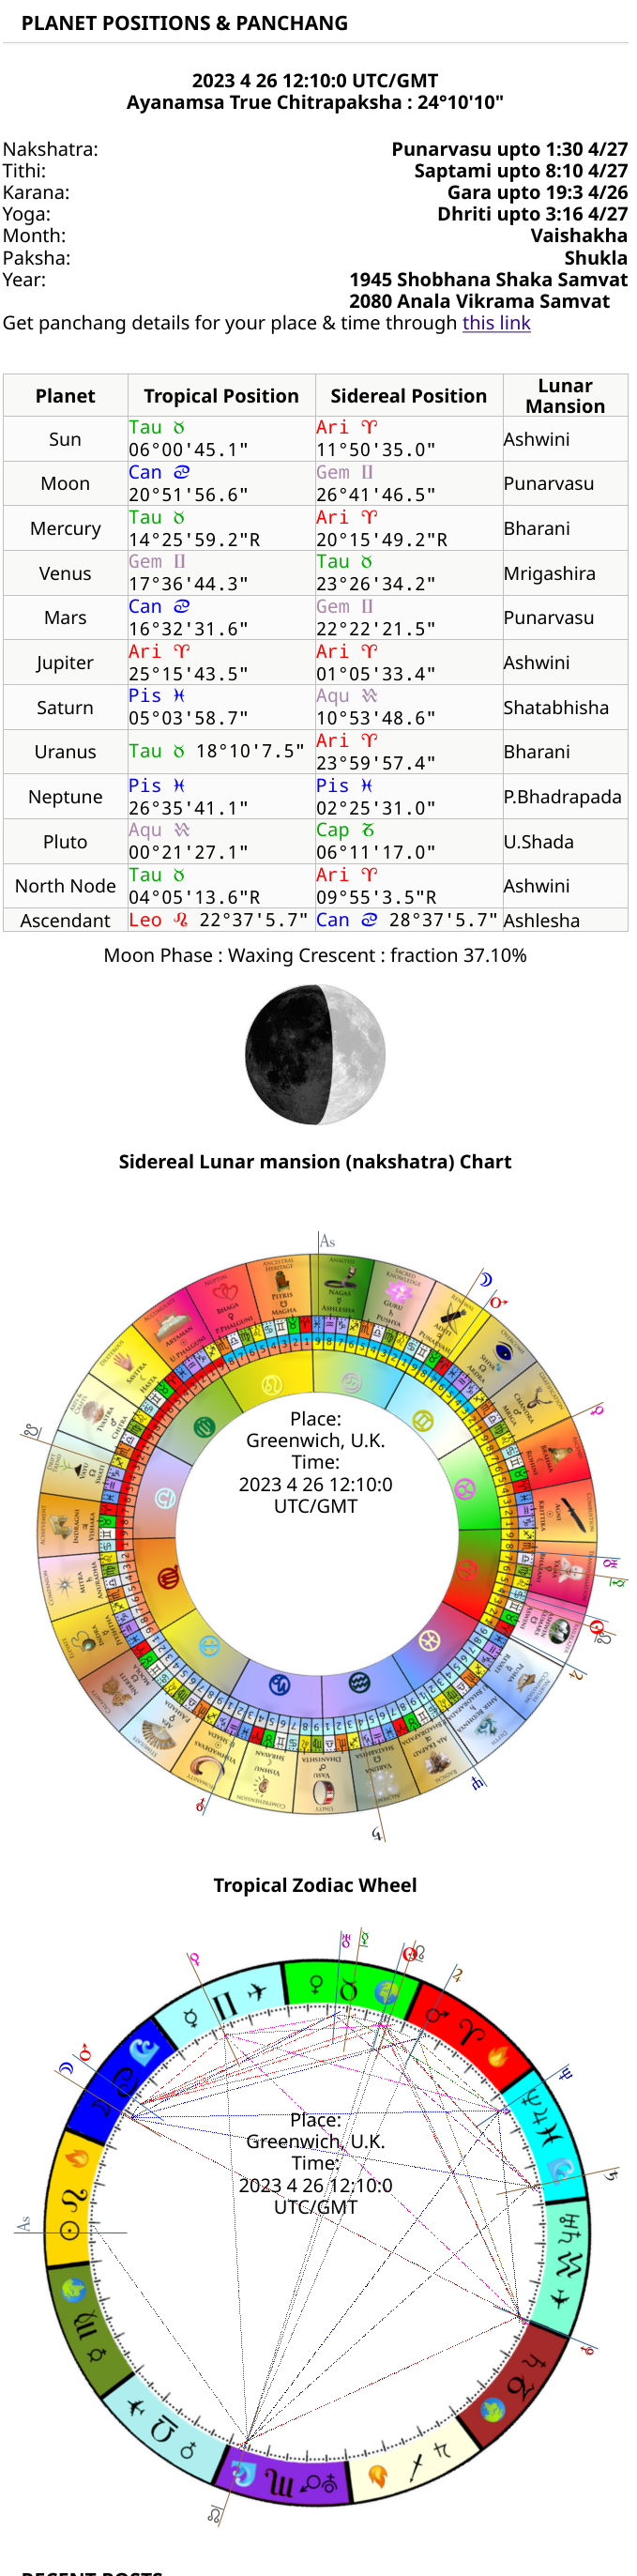 PLANET POSITIONS & PANCHANG
2023 4 26 12:10:0 UTC/GMT
Ayanamsa True Chitrapaksha : 24°10'10"
Nakshatra: Punarvasu upto 1:30 4/27
Tithi: Saptami upto 8:10 4/27
Karana: Gara upto 19:3 4/26
Yoga: Dhriti upto 3:16 4/27
Month: Vaishakha
Paksha: Shukla
Year: 1945 Shobhana Shaka Samvat
2080 Anala Vikrama Samvat
Get panchang details for your place & time through this link
Planet Tropical Position Sidereal Position Lunar Mansion
Sun Tau ♉ 06°00'45.1" Ari ♈ 11°50'35.0" Ashwini
Moon Can ♋ 20°51'56.6" Gem ♊ 26°41'46.5" Punarvasu
Mercury Tau ♉ 14°25'59.2"R Ari ♈ 20°15'49.2"R Bharani
Venus Gem ♊ 17°36'44.3" Tau ♉ 23°26'34.2" Mrigashira
Mars Can ♋ 16°32'31.6" Gem ♊ 22°22'21.5" Punarvasu
Jupiter Ari ♈ 25°15'43.5" Ari ♈ 01°05'33.4" Ashwini
Saturn Pis ♓ 05°03'58.7" Aqu ♒ 10°53'48.6" Shatabhisha
Uranus Tau ♉ 18°10'7.5" Ari ♈ 23°59'57.4" Bharani
Neptune Pis ♓ 26°35'41.1" Pis ♓ 02°25'31.0" P.Bhadrapada
Pluto Aqu ♒ 00°21'27.1" Cap ♑ 06°11'17.0" U.Shada
North Node Tau ♉ 04°05'13.6"R Ari ♈ 09°55'3.5"R Ashwini
Ascendant Leo ♌ 22°37'5.7" Can ♋ 28°37'5.7" Ashlesha
Moon Phase : Waxing Crescent : fraction 37.10%
Sidereal Lunar mansion (nakshatra) Chart
As
Place:
Greenwich, U.K.
Time:
2023 4 26 12:10:0
UTC/GMT
Tropical Zodiac Wheel
As
Place:
Greenwich, U.K.
Time:
2023 4 26 12:10:0
UTC/GMT